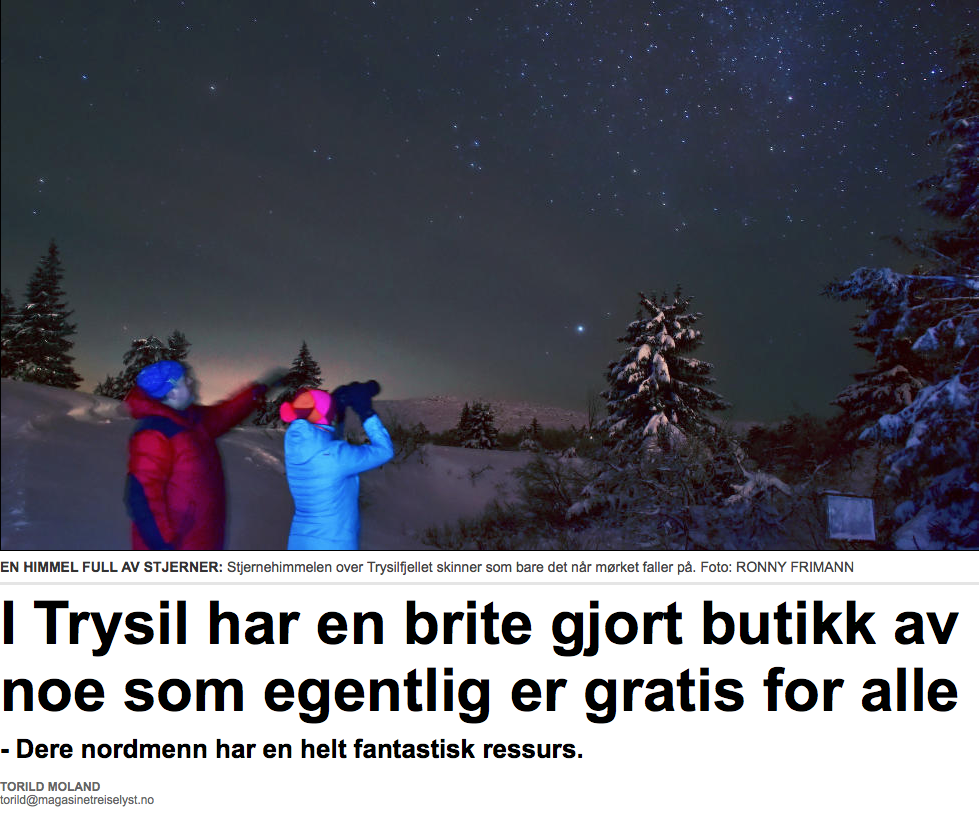 EN HIMMEL FULL AV STJERNER: Stjernehimmelen over Trysilfjellet skinner som bare det når mørket faller på. Foto: RONNY FRIMANN
I Trysil har en brite gjort butikk av
noe som egentlig er gratis for alle
- Dere nordmenn har en helt fantastisk ressurs.
TORILD MOLAND
torild@magasinetreiselyst.no